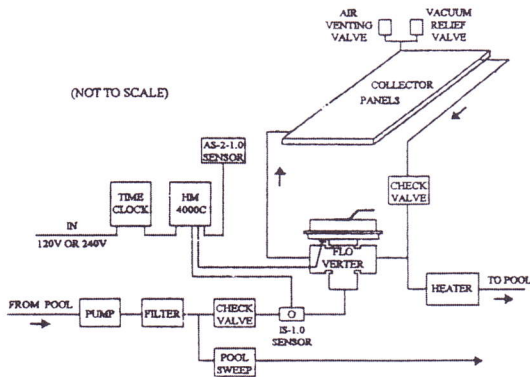 AIR
VENTING
VALVE
VACUUM
RELIEF
VALVE
(NOT TO SCALE)
COLLECTOR
PANELS
AS-2-1.0
SENSOR
TIME
CLOCK
HM
4000C
CHECK
VALVE
IN
120V OR 240V
FLO
VERTER
HEATER
TO POOL
FROM POOL
PUMP
FILTER
CHECK
VALVE
IS-1.0
SENSOR
POOL
SWEEP